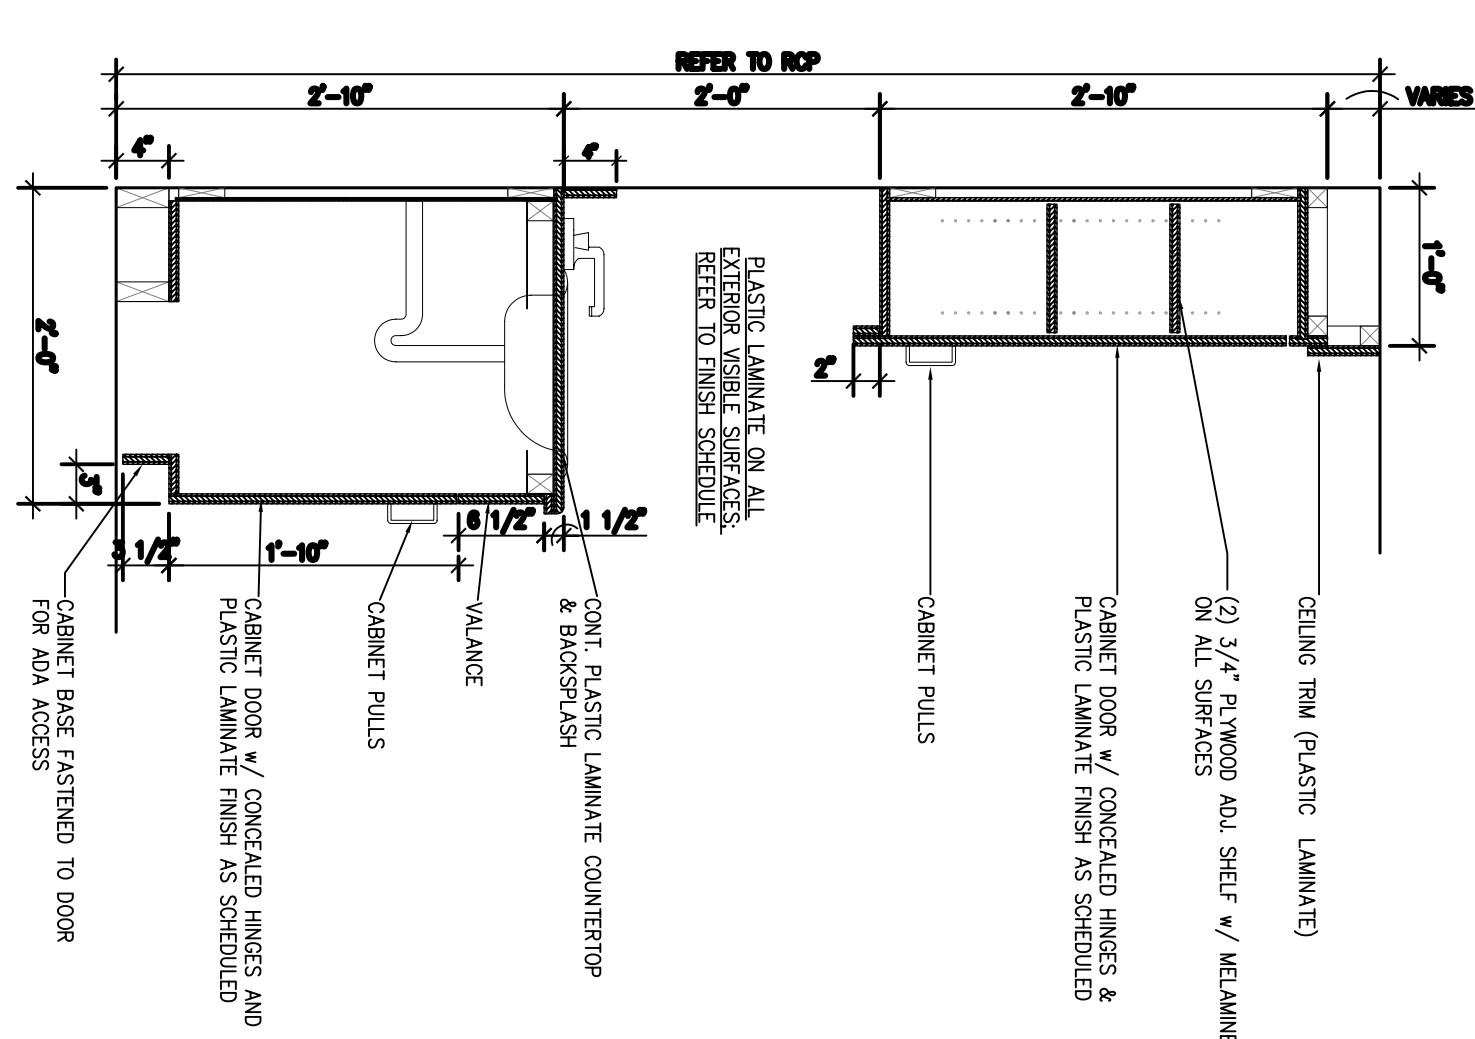 REFER TO RCP
2'-10"
2'-0"
2'-10"
VARIES
4"
4"
1'-0"
2'-0"
3"
2"
3 1/2"
1'-10"
6 1/2"
1 1/2"
PLASTIC LAMINATE ON ALL
EXTERIOR VISIBLE SURFACES;
REFER TO FINISH SCHEDULE
CEILING TRIM (PLASTIC LAMINATE)
(2) 3/4" PLYWOOD ADJ. SHELF w/ MELAMINE
ON ALL SURFACES
CABINET DOOR w/ CONCEALED HINGES &
PLASTIC LAMINATE FINISH AS SCHEDULED
CABINET PULLS
CONT. PLASTIC LAMINATE COUNTERTOP
& BACKSPLASH
VALANCE
CABINET PULLS
CABINET DOOR w/ CONCEALED HINGES AND
PLASTIC LAMINATE FINISH AS SCHEDULED
CABINET BASE FASTENED TO DOOR
FOR ADA ACCESS